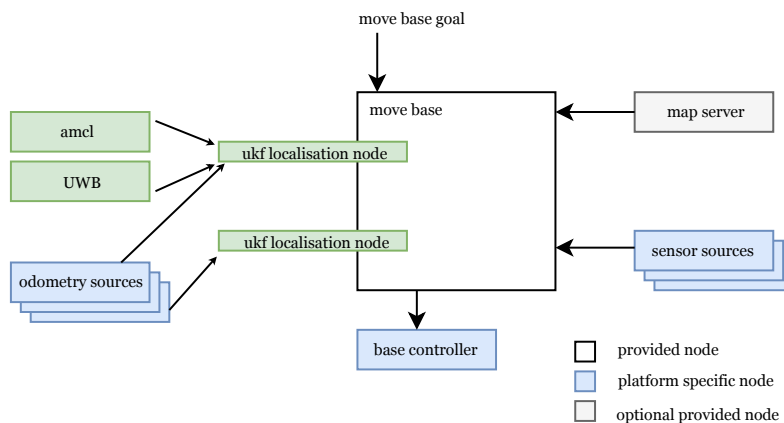 move base goal
move base
map server
amcl
ukf localisation node
UWB
ukf localisation node
odometry sources
sensor sources
base controller
provided node
platform specific node
optional provided node